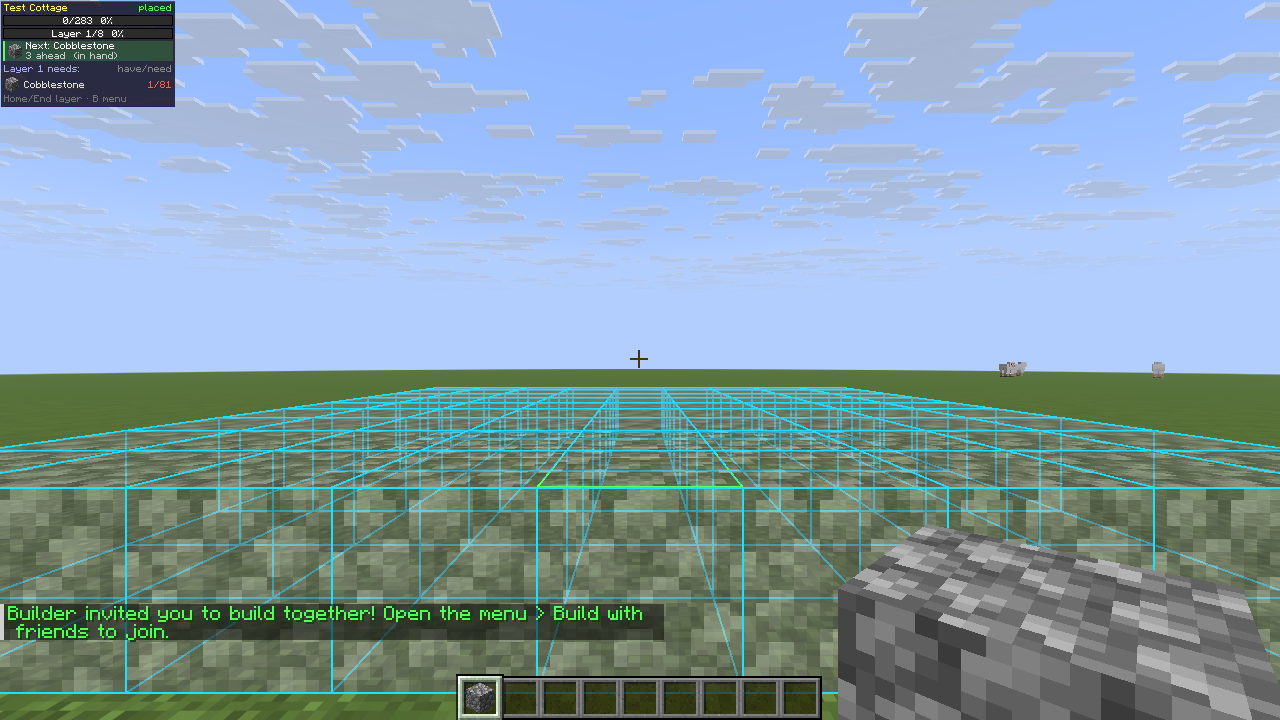 Test Cottage placed
0/283 0%
Layer 1/8 0%
Next: Cobblestone
3 ahead (in hand)
Layer 1 needs: have/need
Cobblestone 1/81
Home/End layer · B menu
Builder invited you to build together! Open the menu > Build with
friends to join.